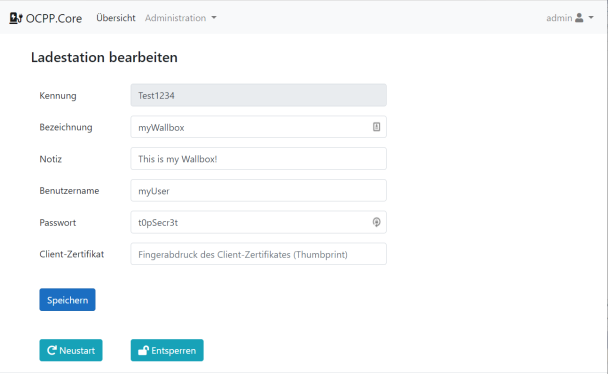 OCPP.Core Übersicht Administration admin
Ladestation bearbeiten
Kennung Test1234
Bezeichnung myWallbox
Notiz This is my Wallbox!
Benutzername myUser
Passwort t0pSecr3t
Client-Zertifikat Fingerabdruck des Client-Zertifikates (Thumbprint)
Speichern
Neustart Entsperren